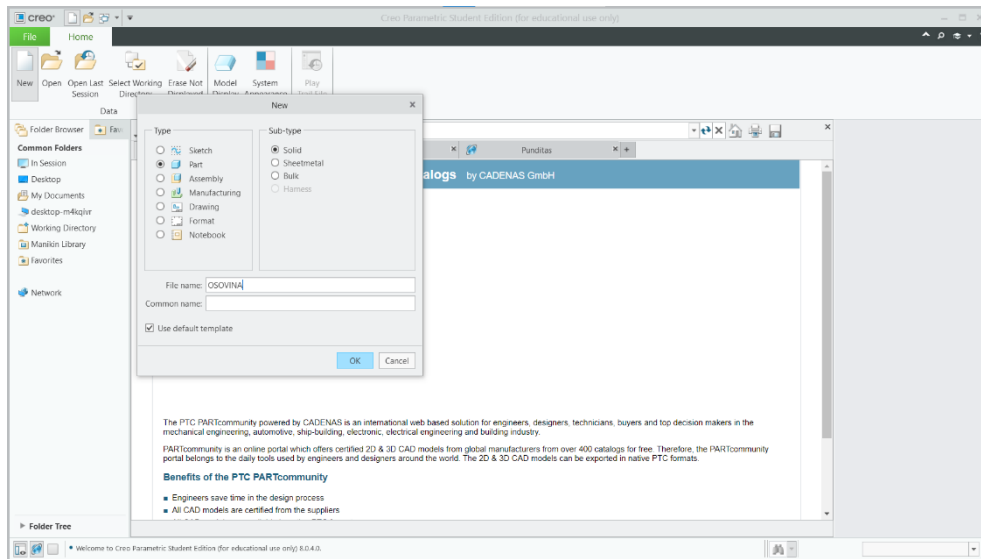 creo®
Creo Parametric Student Edition (for educational use only)
File Home
New Open Open Last Session Select Working Directory Erase Not Displayed Model Display System Appearance Play
Data
Folder Browser Fav
Common Folders
In Session
Desktop
My Documents
desktop-m4kqivr
Working Directory
Manikin Library
Favorites
Network
Folder Tree
New
Type
Sketch
Part
Assembly
Manufacturing
Drawing
Format
Notebook
Sub-type
Solid
Sheetmetal
Bulk
Harness
File name: OSOVINA
Common name:
Use default template
OK Cancel
Punditas
alogs by CADENAS GmbH
The PTC PARTcommunity powered by CADENAS is an international web based solution for engineers, designers, technicians, buyers and top decision makers in the
mechanical engineering, automotive, ship-building, electronic, electrical engineering and building industry.
PARTcommunity is an online portal which offers certified 2D & 3D CAD models from global manufacturers from over 400 catalogs for free. Therefore, the PARTcommunity
portal belongs to the daily tools used by engineers and designers around the world. The 2D & 3D CAD models can be exported in native PTC formats.
Benefits of the PTC PARTcommunity
Engineers save time in the design process
All CAD models are certified from the suppliers
• Welcome to Creo Parametric Student Edition (for educational use only) 8.0.4.0.